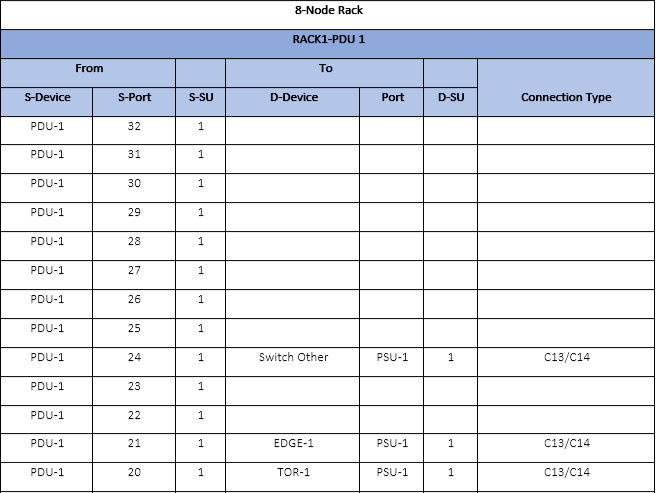 8-Node Rack
RACK1-PDU 1
From To
S-Device S-Port S-SU D-Device Port D-SU Connection Type
PDU-1 32 1
PDU-1 31 1
PDU-1 30 1
PDU-1 29 1
PDU-1 28 1
PDU-1 27 1
PDU-1 26 1
PDU-1 25 1
PDU-1 24 1 Switch Other PSU-1 1 C13/C14
PDU-1 23 1
PDU-1 22 1
PDU-1 21 1 EDGE-1 PSU-1 1 C13/C14
PDU-1 20 1 TOR-1 PSU-1 1 C13/C14